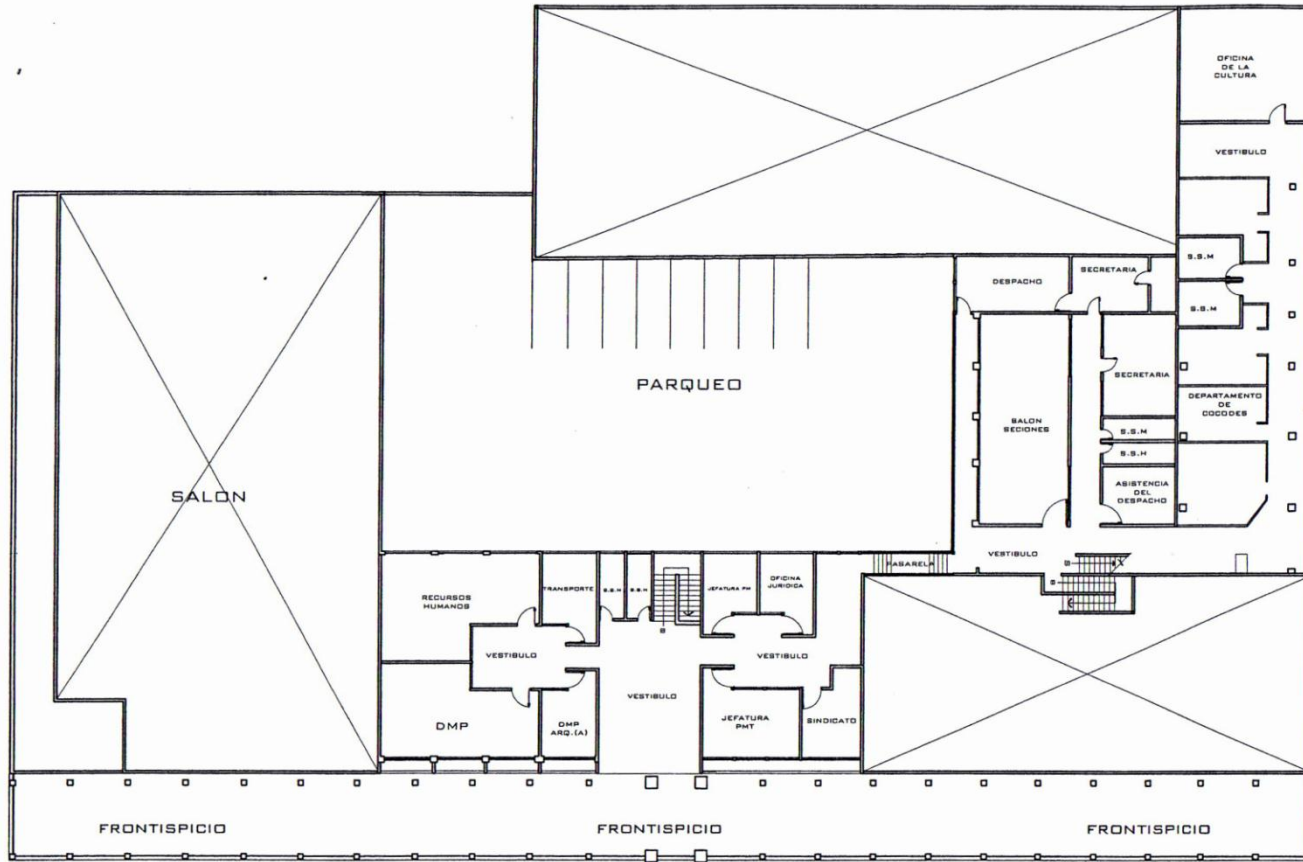 OFICINA
DE LA
CULTURA
VESTIBULO
S.S.M
S.S.M
DESPACHO
SECRETARIA
PARQUEO
SALON
SECIONES
SECRETARIA
S.S.M
S.S.H
ASISTENCIA
DEL
DESPACHO
DEPARTAMENTO
DE
COCODES
SALON
VESTIBULO
PASARELA
RECURSOS
HUMANOS
TRANSPORTE
S.S.H
S.S.H
JEFATURA PM
OFICINA
JURIDICA
VESTIBULO
VESTIBULO
VESTIBULO
DMP
DMP
ARQ.(A)
JEFATURA
PMT
SINDICATO
FRONTISPICIO
FRONTISPICIO
FRONTISPICIO